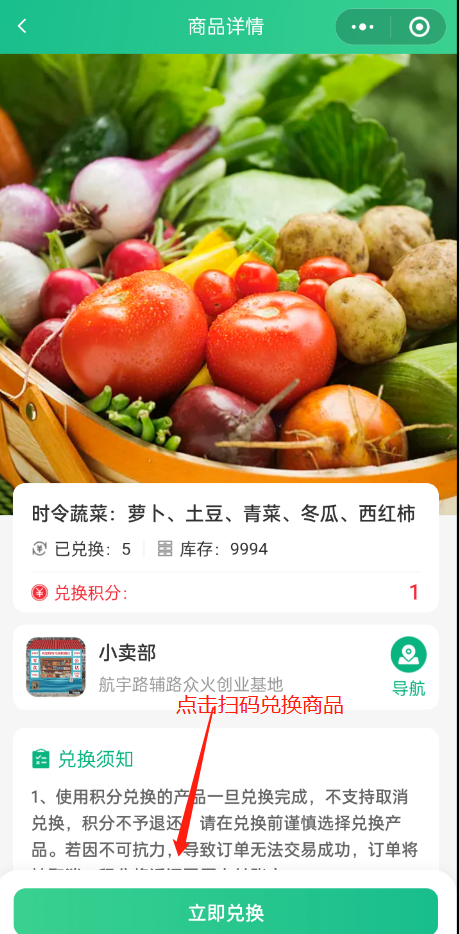 商品详情
时令蔬菜：萝卜、土豆、青菜、冬瓜、西红柿
已兑换：5 库存：9994
兑换积分： 1
小卖部
航宇路辅路众火创业基地
导航
点击扫码兑换商品
兑换须知
1、使用积分兑换的产品一旦兑换完成，不支持取消
兑换，积分不予退还，请在兑换前谨慎选择兑换产
品。若因不可抗力，导致订单无法交易成功，订单将
立即兑换